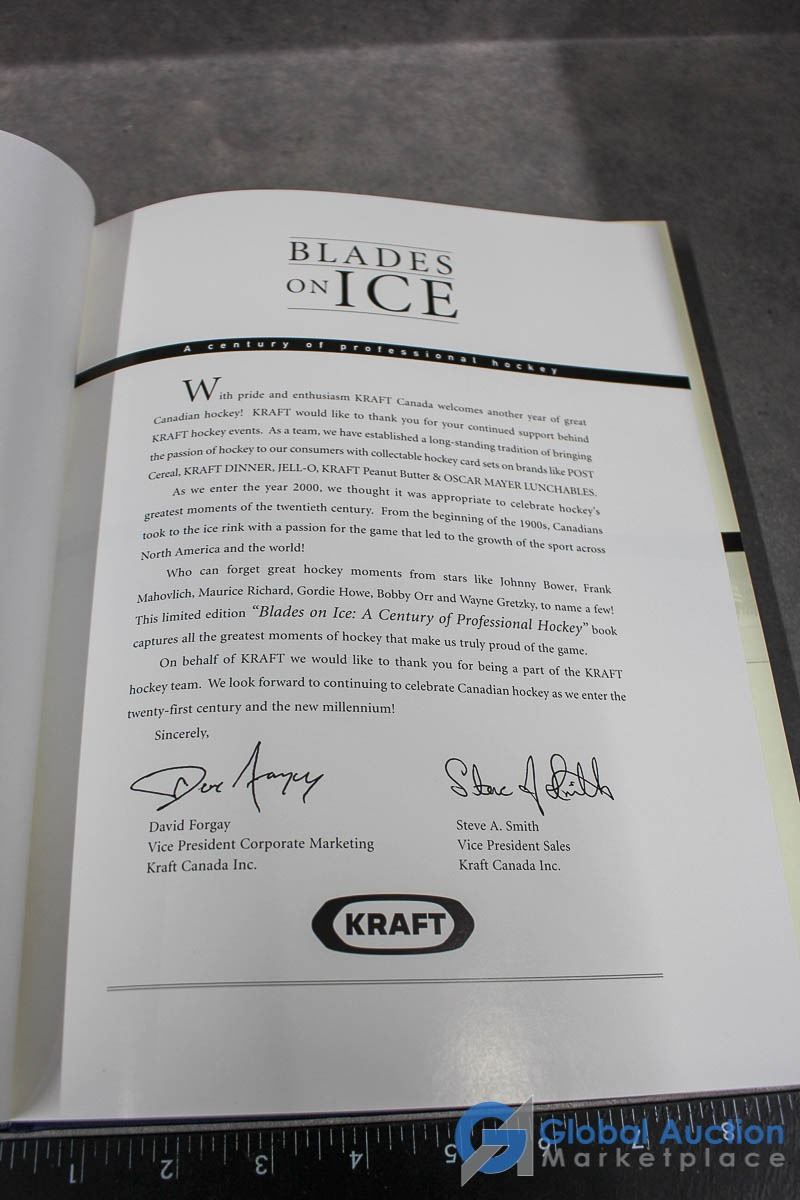 BLADES
ON ICE
A century of professional hockey
With pride and enthusiasm KRAFT Canada welcomes another year of great
Canadian hockey! KRAFT would like to thank you for your continued support behind
KRAFT hockey events. As a team, we have established a long-standing tradition of bringing
the passion of hockey to our consumers with collectable hockey card sets on brands like POST
Cereal, KRAFT DINNER, JELL-O, KRAFT Peanut Butter & OSCAR MAYER LUNCHABLES.
As we enter the year 2000, we thought it was appropriate to celebrate hockey's
greatest moments of the twentieth century. From the beginning of the 1900s, Canadians
took to the ice rink with a passion for the game that led to the growth of the sport across
North America and the world!
Who can forget great hockey moments from stars like Johnny Bower, Frank
Mahovlich, Maurice Richard, Gordie Howe, Bobby Orr and Wayne Gretzky, to name a few!
This limited edition "Blades on Ice: A Century of Professional Hockey" book
captures all the greatest moments of hockey that make us truly proud of the game.
On behalf of KRAFT we would like to thank you for being a part of the KRAFT
hockey team. We look forward to continuing to celebrate Canadian hockey as we enter the
twenty-first century and the new millennium!
Sincerely,
Dave Forgay
Steve A Smith
David Forgay
Vice President Corporate Marketing
Kraft Canada Inc.
Steve A. Smith
Vice President Sales
Kraft Canada Inc.
KRAFT
1 2 3 4 5 6 7 8
Global Auction
Marketplace